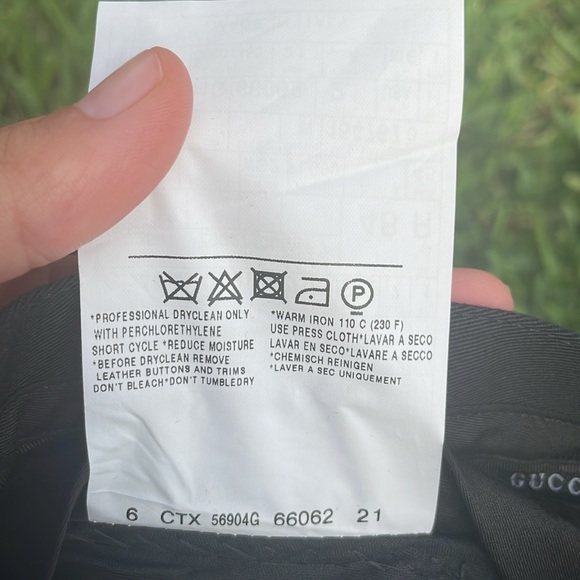 P
*PROFESSIONAL DRYCLEAN ONLY
WITH PERCHLORETHYLENE
SHORT CYCLE *REDUCE MOISTURE
*BEFORE DRYCLEAN REMOVE
LEATHER BUTTONS AND TRIMS
DON'T BLEACH*DON'T TUMBLEDRY
*WARM IRON 110 C (230 F)
USE PRESS CLOTH*LAVAR A SECO
LAVAR EN SECO*LAVARE A SECCO
*CHEMISCH REINIGEN
*LAVER A SEC UNIQUEMENT
6 CTX 56904G 66062 21
GUCC